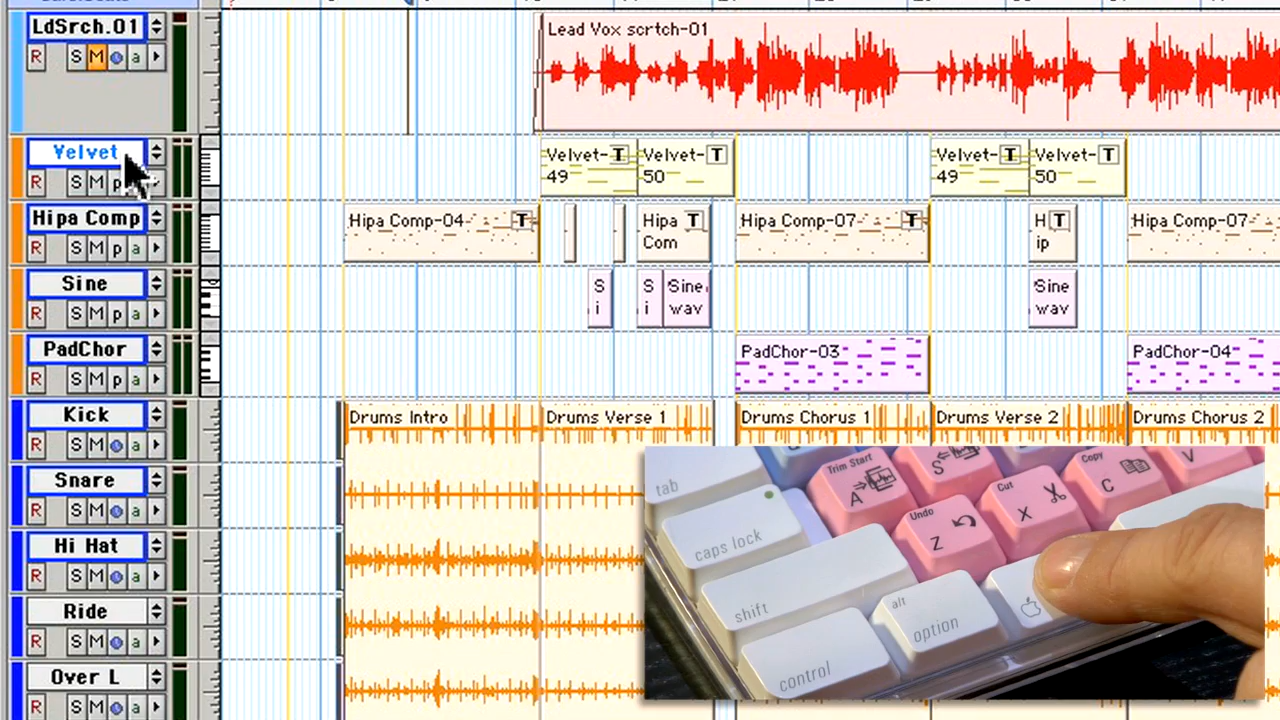 LdSrch.01
R S M a
Lead Vox scrtch-01
Velvet
R S M p
Velvet-49 T
Velvet-50 T
Velvet-49 T
Velvet-50 T
Hipa Comp
R S M p a
Hipa Comp-04 T
Hipa Com T
Hipa Comp-07 T
Hip T
Hipa Comp-07
Sine
R S M p a
Si
Si
Sine wav
Sine wav
PadChor
R S M p a
PadChor-03
PadChor-04
Kick
R S M a
Drums Intro
Drums Verse 1
Drums Chorus 1
Drums Verse 2
Drums Chorus 2
Snare
R S M a
Hi Hat
R S M a
Ride
R S M a
Over L
R S M a
tab
Trim Start
A
S
Copy
C
V
caps lock
Undo
Z
Cut
X
shift
alt
option
control